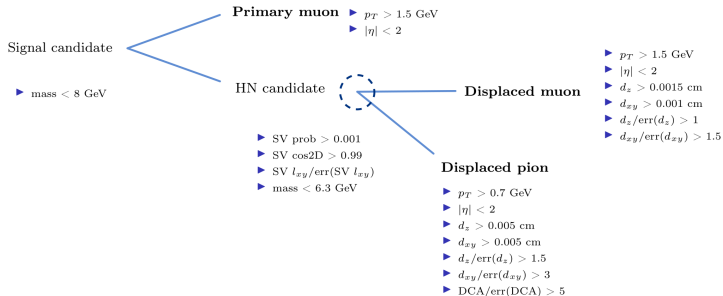 Signal candidate
▶ mass < 8 GeV
Primary muon
▶ p_T > 1.5 GeV
▶ |η| < 2
HN candidate
▶ SV prob > 0.001
▶ SV cos2D > 0.99
▶ SV l_xy/err(SV l_xy)
▶ mass < 6.3 GeV
Displaced muon
▶ p_T > 1.5 GeV
▶ |η| < 2
▶ d_z > 0.0015 cm
▶ d_xy > 0.001 cm
▶ d_z/err(d_z) > 1
▶ d_xy/err(d_xy) > 1.5
Displaced pion
▶ p_T > 0.7 GeV
▶ |η| < 2
▶ d_z > 0.005 cm
▶ d_xy > 0.005 cm
▶ d_z/err(d_z) > 1.5
▶ d_xy/err(d_xy) > 3
▶ DCA/err(DCA) > 5